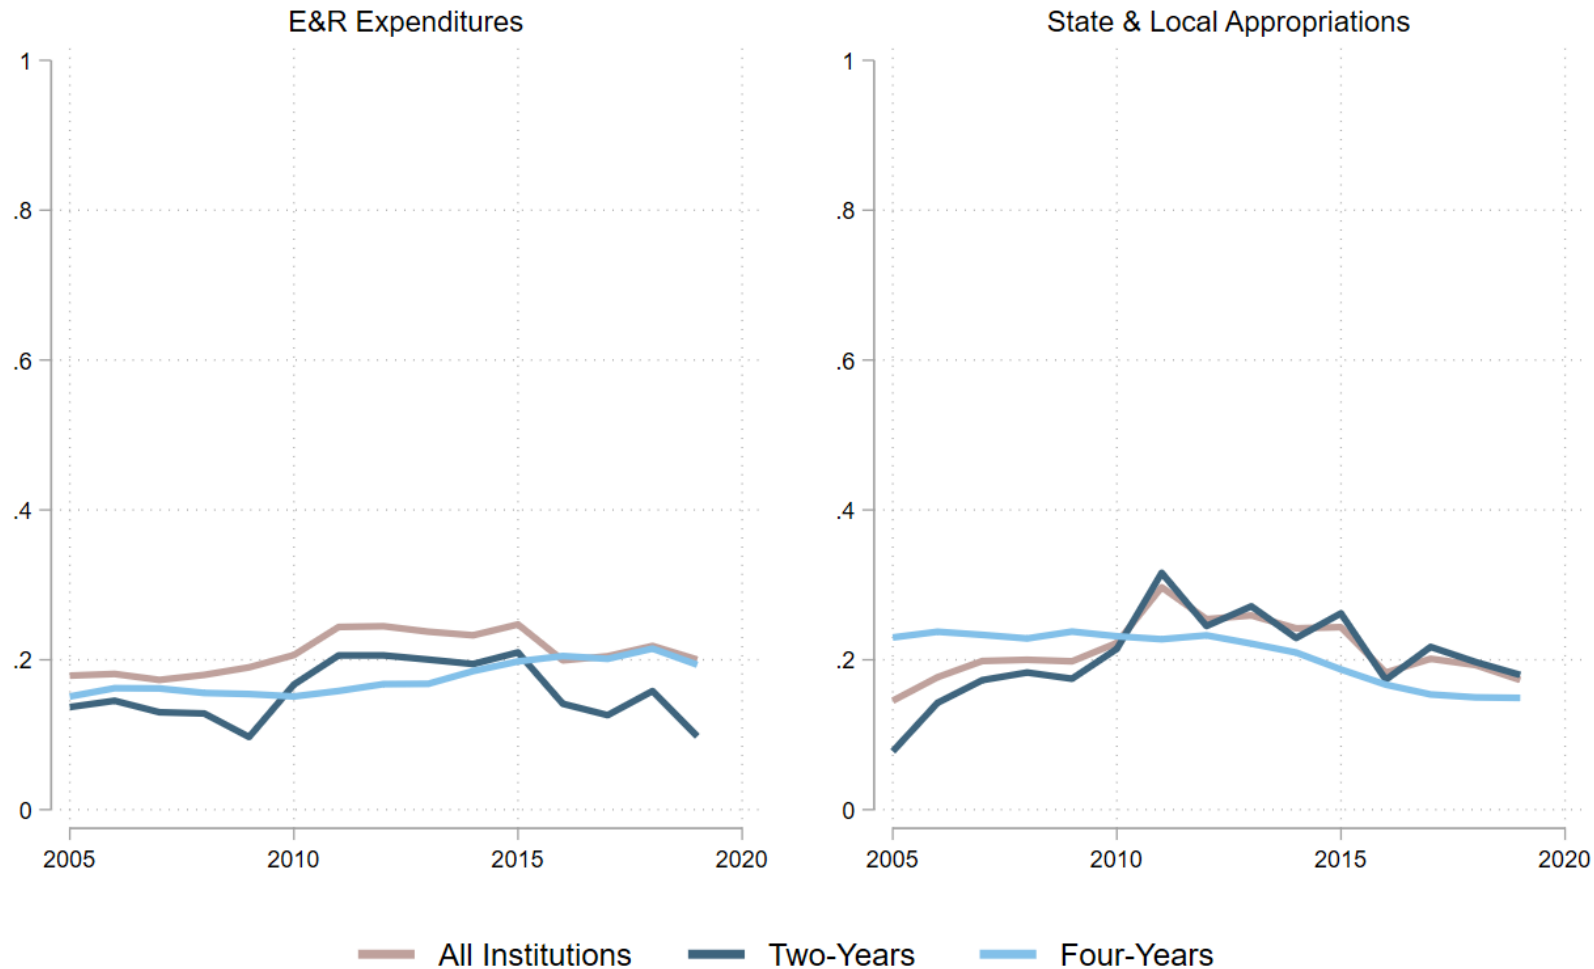 E&R Expenditures
1
.8
.6
.4
.2
0
2005 2010 2015 2020
State & Local Appropriations
1
.8
.6
.4
.2
0
2005 2010 2015 2020
All Institutions Two-Years Four-Years